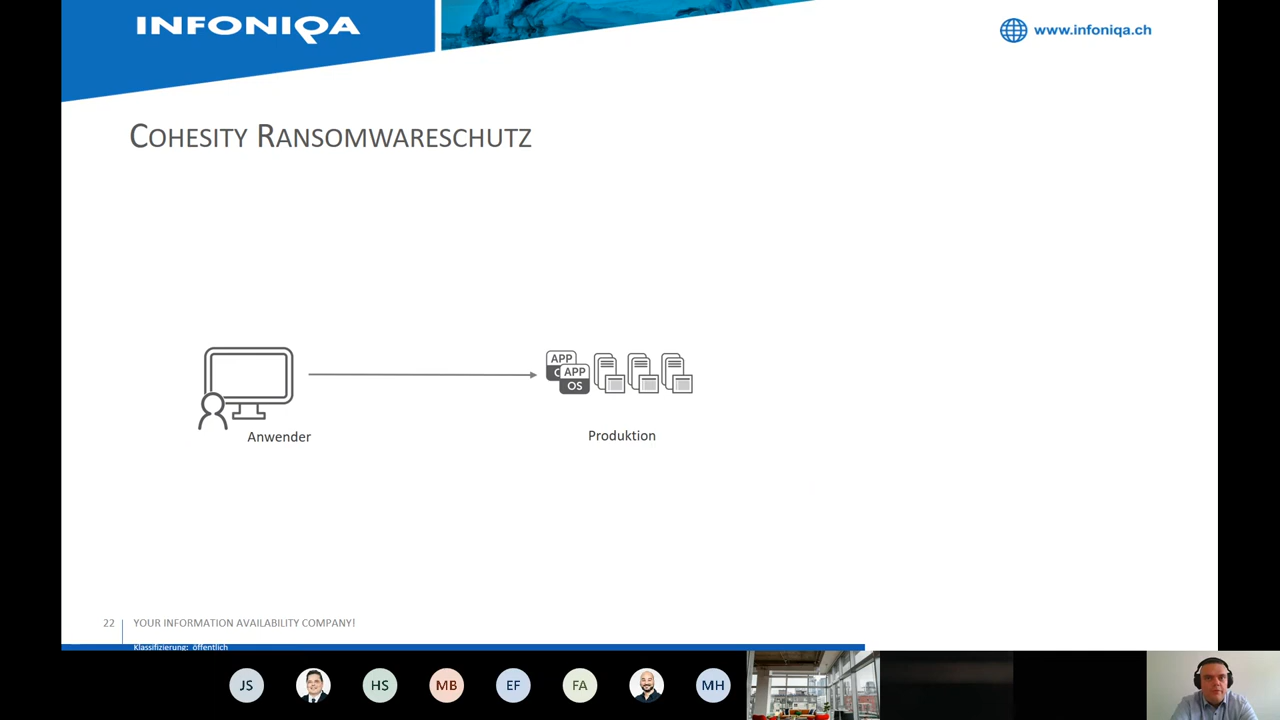 INFONIQA
www.infoniqa.ch
COHESITY RANSOMWARESCHUTZ
APP
APP
OS
Anwender
Produktion
22
YOUR INFORMATION AVAILABILITY COMPANY!
Klassifizierung: öffentlich
JS
HS
MB
EF
FA
MH